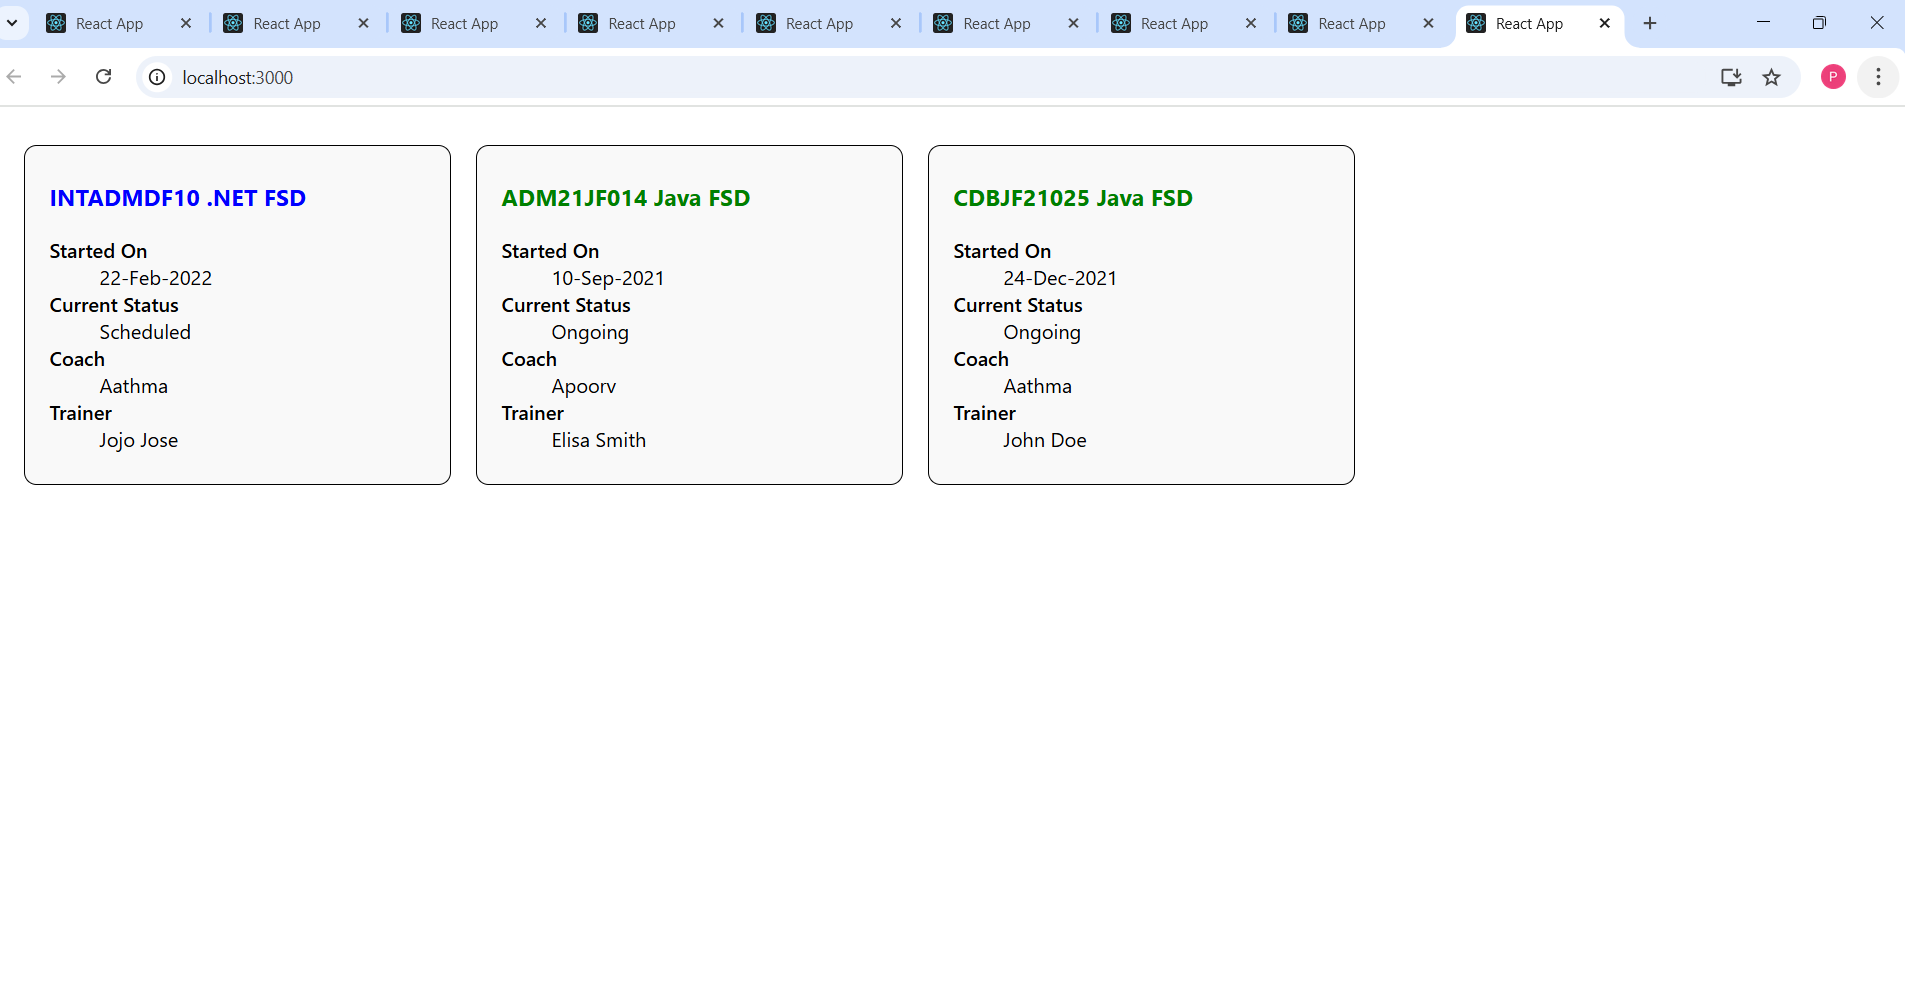 React App React App React App React App React App React App React App React App React App
localhost:3000
P
INTADMDF10 .NET FSD
Started On
22-Feb-2022
Current Status
Scheduled
Coach
Aathma
Trainer
Jojo Jose
ADM21JF014 Java FSD
Started On
10-Sep-2021
Current Status
Ongoing
Coach
Apoorv
Trainer
Elisa Smith
CDBJF21025 Java FSD
Started On
24-Dec-2021
Current Status
Ongoing
Coach
Aathma
Trainer
John Doe